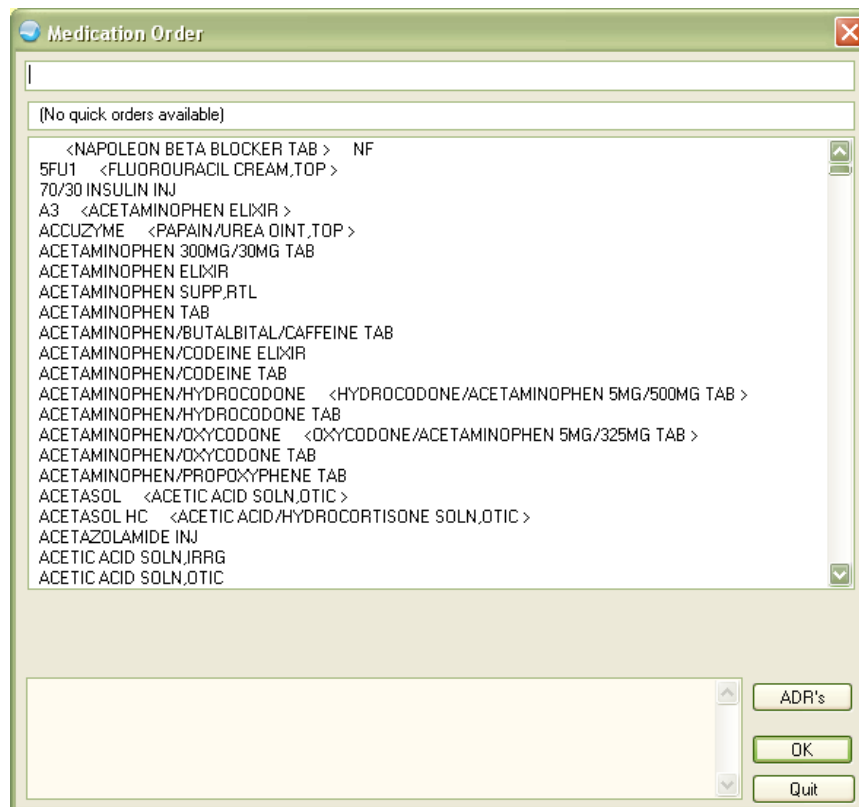 Medication Order
(No quick orders available)
<NAPOLEON BETA BLOCKER TAB > NF
5FU1 <FLUOROURACIL CREAM,TOP >
70/30 INSULIN INJ
A3 <ACETAMINOPHEN ELIXIR >
ACCUZYME <PAPAIN/UREA OINT,TOP >
ACETAMINOPHEN 300MG/30MG TAB
ACETAMINOPHEN ELIXIR
ACETAMINOPHEN SUPP,RTL
ACETAMINOPHEN TAB
ACETAMINOPHEN/BUTALBITAL/CAFFEINE TAB
ACETAMINOPHEN/CODEINE ELIXIR
ACETAMINOPHEN/CODEINE TAB
ACETAMINOPHEN/HYDROCODONE <HYDROCODONE/ACETAMINOPHEN 5MG/500MG TAB >
ACETAMINOPHEN/HYDROCODONE TAB
ACETAMINOPHEN/OXYCODONE <OXYCODONE/ACETAMINOPHEN 5MG/325MG TAB >
ACETAMINOPHEN/OXYCODONE TAB
ACETAMINOPHEN/PROPOXYPHENE TAB
ACETASOL <ACETIC ACID SOLN,OTIC >
ACETASOL HC <ACETIC ACID/HYDROCORTISONE SOLN,OTIC >
ACETAZOLAMIDE INJ
ACETIC ACID SOLN,IRRG
ACETIC ACID SOLN,OTIC
ADR's
OK
Quit